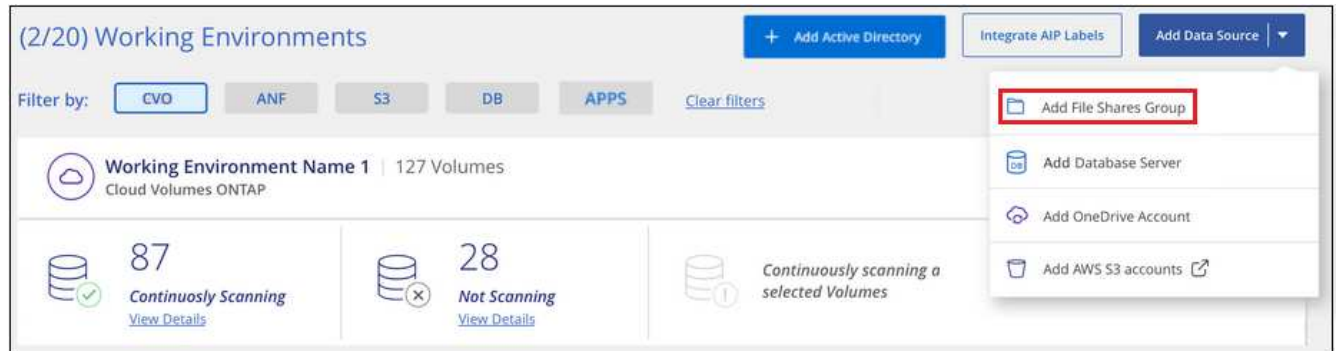 (2/20) Working Environments
+ Add Active Directory
Integrate AIP Labels
Add Data Source
Filter by:
CVO
ANF
S3
DB
APPS
Clear filters
Add File Shares Group
DB
Add Database Server
Add OneDrive Account
Add AWS S3 accounts
Working Environment Name 1 | 127 Volumes
Cloud Volumes ONTAP
87
Continuosly Scanning
View Details
28
Not Scanning
View Details
Continuously scanning a
selected Volumes